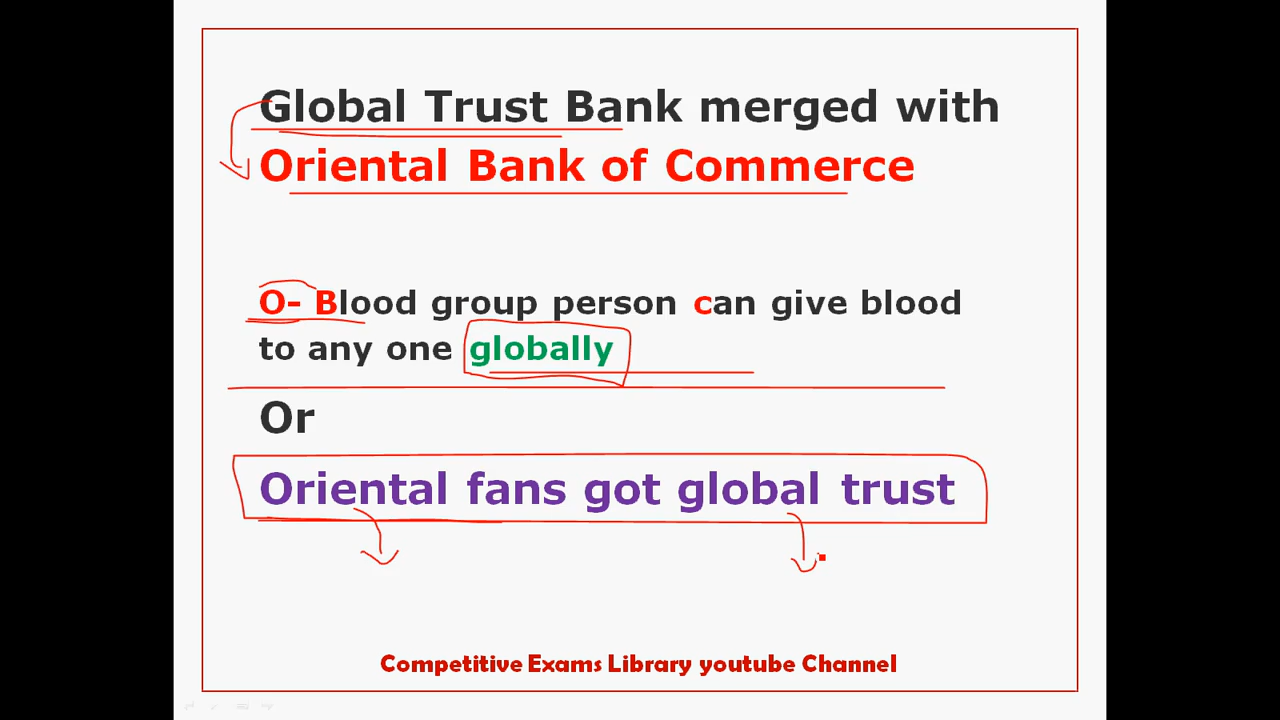 Global Trust Bank merged with
Oriental Bank of Commerce
O- Blood group person can give blood
to any one globally
Or
Oriental fans got global trust
Competitive Exams Library youtube Channel